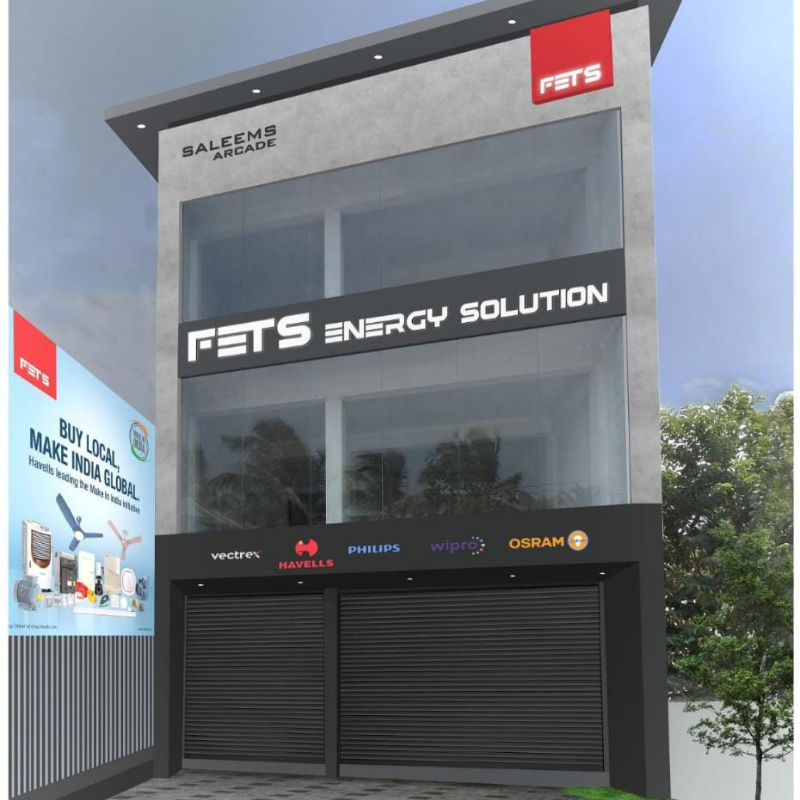 FETS
SALEEMS
ARCADE
FETS ENERGY SOLUTION
FETS
BUY LOCAL,
MAKE INDIA GLOBAL.
Havells leading the Make In India initiative
vectrex
HAVELLS
PHILIPS
wipro
OSRAM